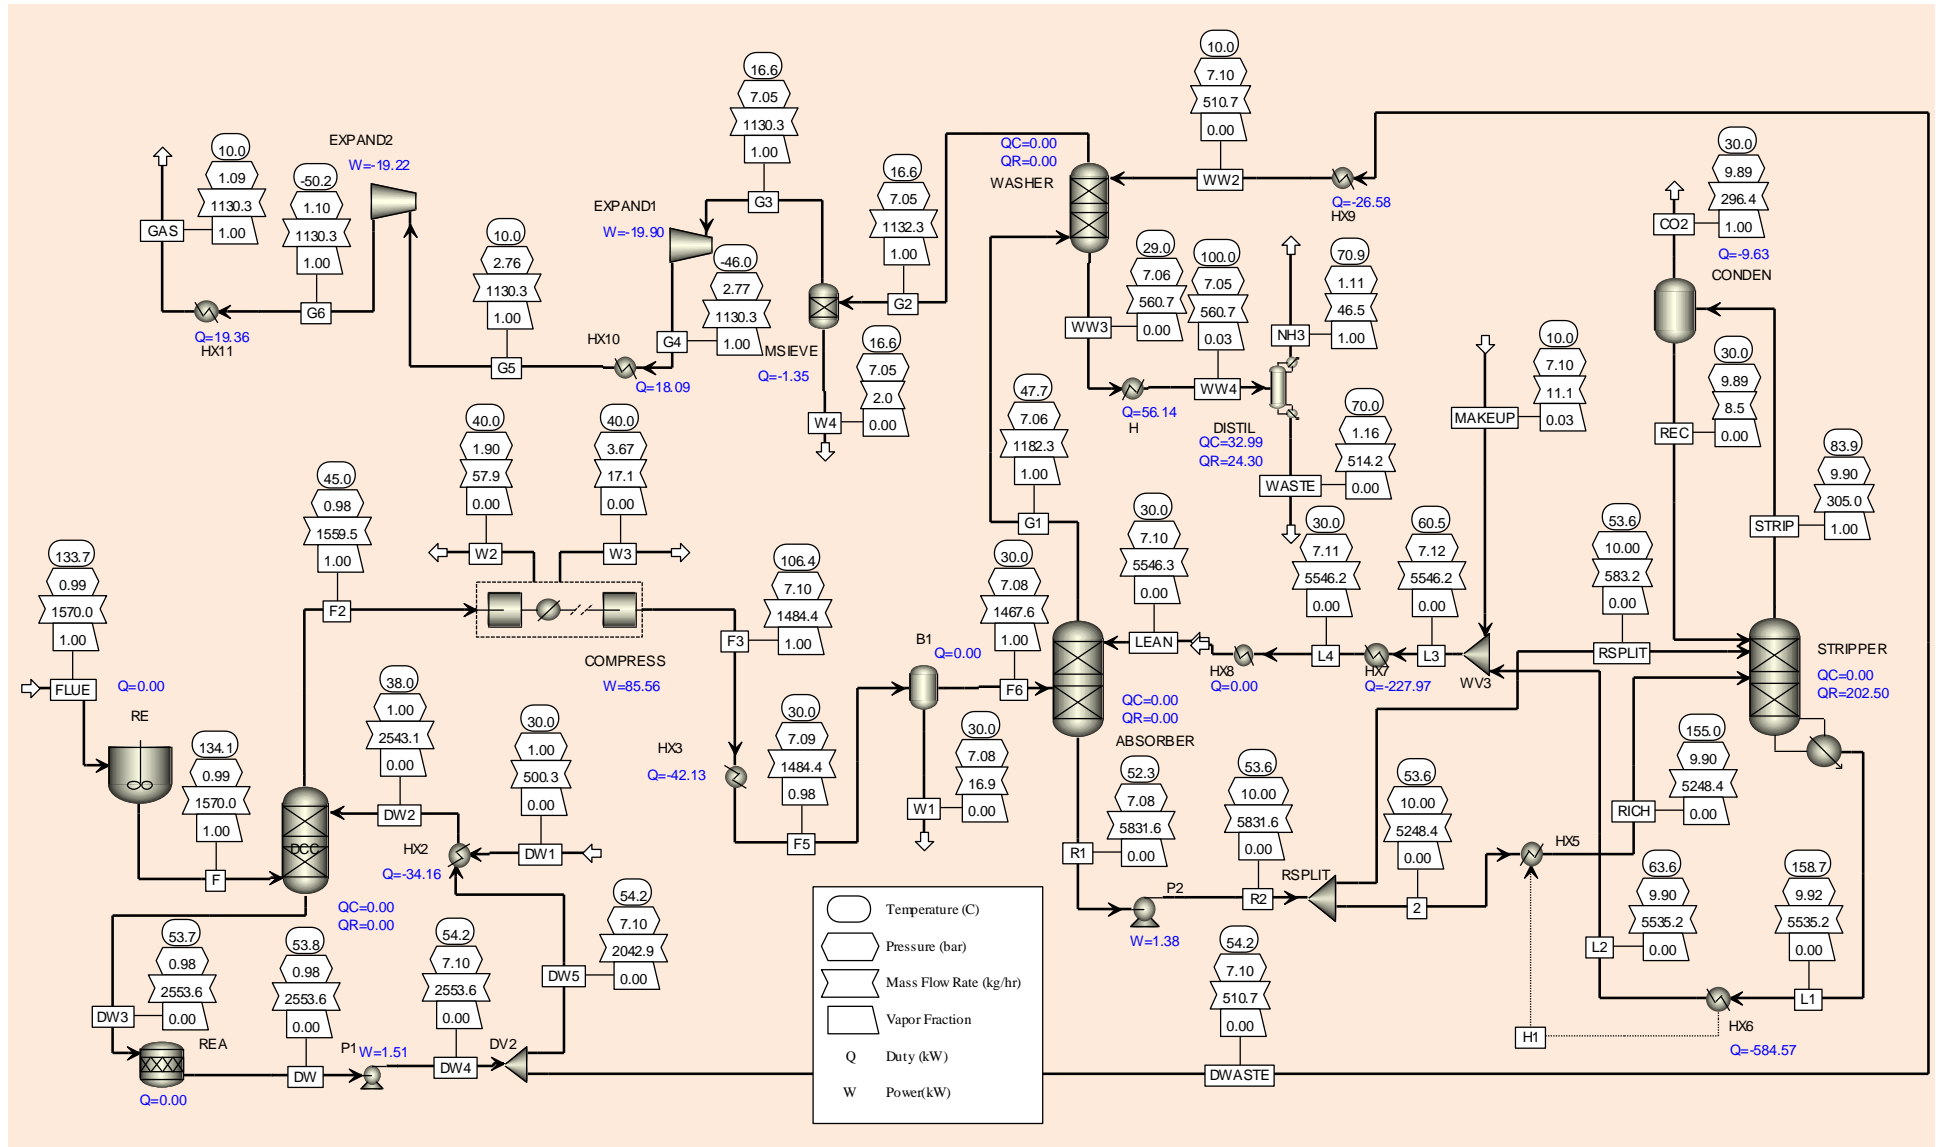 10.0
7.10
510.7
0.00
WW2
Q=-26.58
HX9
16.6
7.05
1130.3
1.00
G3
EXPAND2
W=-19.22
10.0
1.09
1130.3
1.00
GAS
-50.2
1.10
1130.3
1.00
G6
Q=19.36
HX11
EXPAND1
W=-19.90
10.0
2.76
1130.3
1.00
G5
-46.0
2.77
1130.3
1.00
G4
HX10
Q=18.09
16.6
7.05
1132.3
1.00
G2
MSIEVE
Q=-1.35
16.6
7.05
2.0
0.00
W4
QC=0.00
QR=0.00
WASHER
29.0
7.06
560.7
0.00
WW3
100.0
7.05
560.7
0.03
WW4
Q=56.14
H
70.9
1.11
46.5
1.00
NH3
DISTIL
QC=32.99
QR=24.30
70.0
1.16
514.2
0.00
WASTE
30.0
9.89
296.4
1.00
CO2
Q=-9.63
CONDEN
30.0
9.89
8.5
0.00
REC
83.9
9.90
305.0
1.00
STRIP
10.0
7.10
11.1
0.03
MAKEUP
47.7
7.06
1182.3
1.00
G1
40.0
1.90
57.9
0.00
W2
40.0
3.67
17.1
0.00
W3
45.0
0.98
1559.5
1.00
F2
133.7
0.99
1570.0
1.00
FLUE
Q=0.00
RE
134.1
0.99
1570.0
1.00
F
COMPRESS
W=85.56
106.4
7.10
1484.4
1.00
F3
HX3
Q=-42.13
30.0
7.09
1484.4
0.98
F5
B1
Q=0.00
30.0
7.08
1467.6
1.00
F6
30.0
7.08
16.9
0.00
W1
30.0
7.10
5546.3
0.00
LEAN
QC=0.00
QR=0.00
ABSORBER
HX8
Q=0.00
30.0
7.11
5546.2
0.00
L4
HX7
Q=-227.97
60.5
7.12
5546.2
0.00
L3
WV3
53.6
10.00
583.2
0.00
RSPLIT
STRIPPER
QC=0.00
QR=202.50
155.0
9.90
5248.4
0.00
RICH
38.0
1.00
2543.1
0.00
DW2
30.0
1.00
500.3
0.00
DW1
HX2
Q=-34.16
DCC
QC=0.00
QR=0.00
53.7
0.98
2553.6
0.00
DW3
REA
Q=0.00
53.8
0.98
2553.6
0.00
DW
P1
W=1.51
54.2
7.10
2553.6
0.00
DW4
DV2
54.2
7.10
2042.9
0.00
DW5
52.3
7.08
5831.6
0.00
R1
P2
W=1.38
53.6
10.00
5831.6
0.00
R2
RSPLIT
53.6
10.00
5248.4
0.00
2
HX5
63.6
9.90
5535.2
0.00
L2
158.7
9.92
5535.2
0.00
L1
HX6
Q=-584.57
H1
54.2
7.10
510.7
0.00
DWASTE
Temperature (C)
Pressure (bar)
Mass Flow Rate (kg/hr)
Vapor Fraction
Q Duty (kW)
W Power(kW)